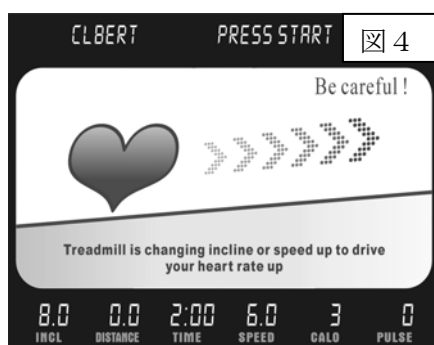 CLBERT PRESS START 図4
Be careful !
Treadmill is changing incline or speed up to drive
your heart rate up
8.0 0.0 2:00 6.0 3 0
INCL DISTANCE TIME SPEED CALO PULSE